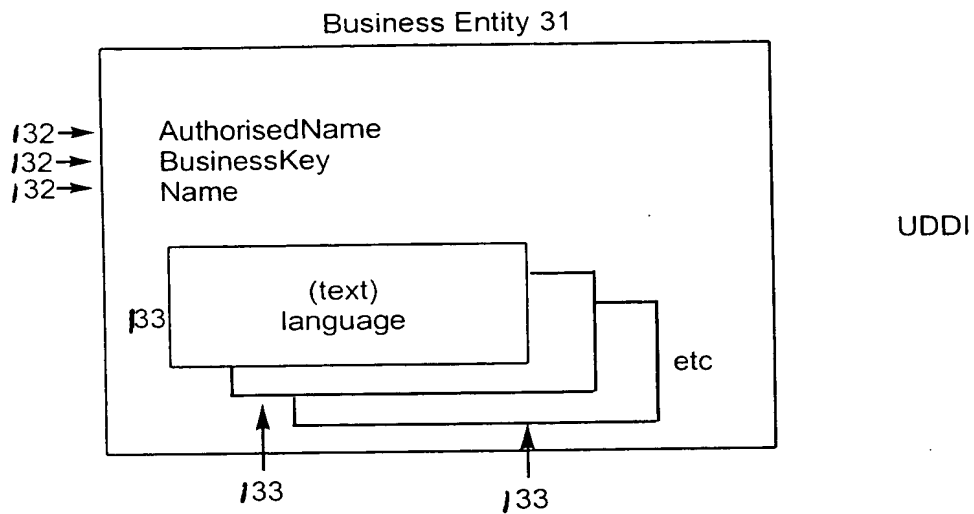 Business Entity 31
132 AuthorisedName
132 BusinessKey
132 Name
UDDI
(text)
language
133
etc
133
133